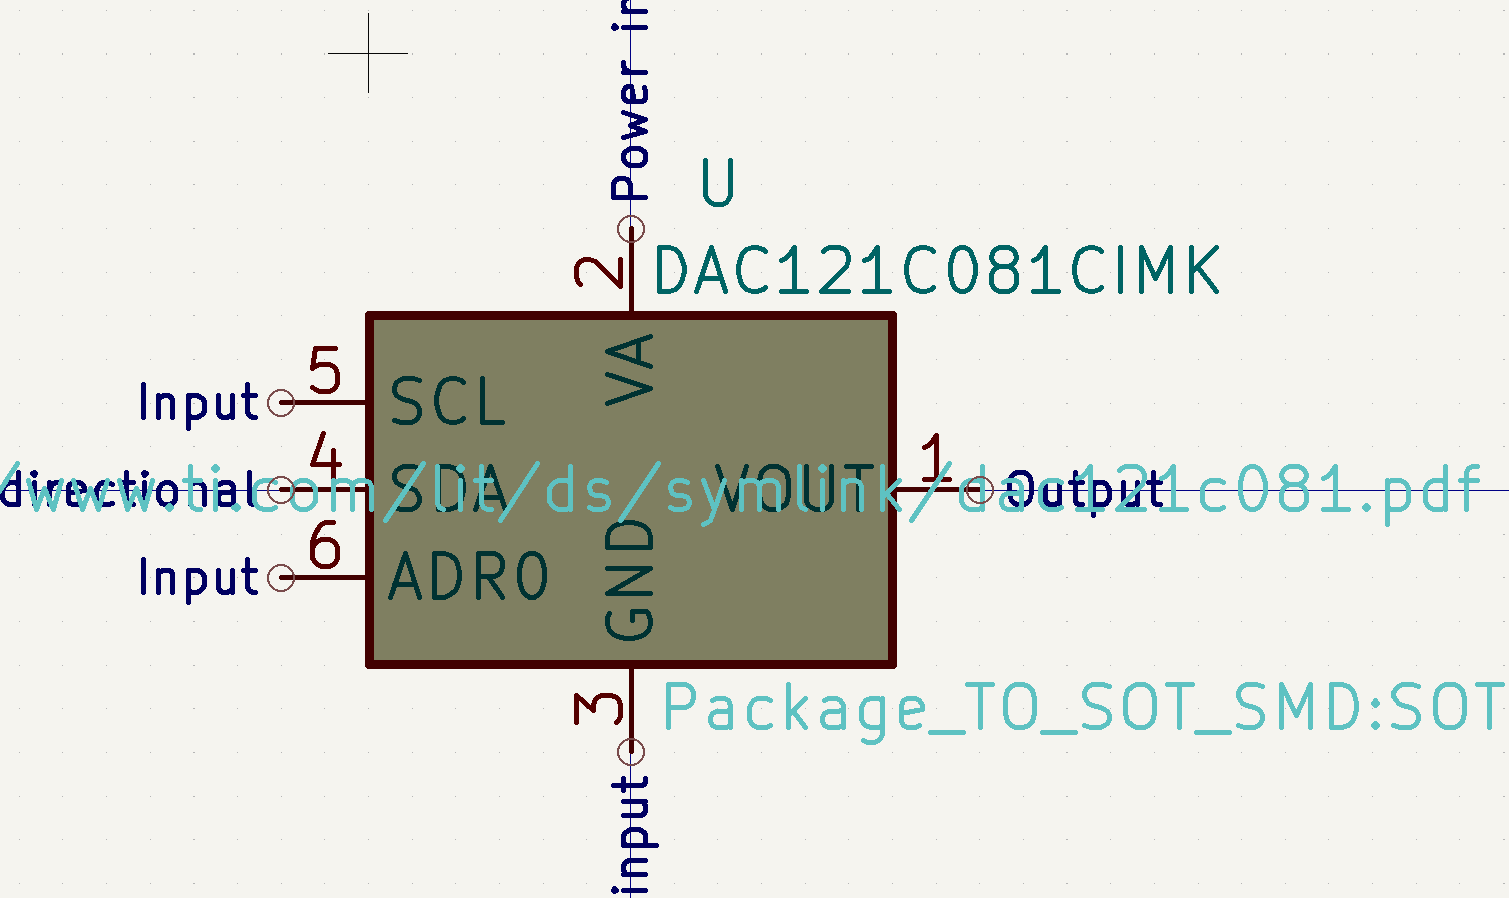 Power in
U
2
DAC121C081CIMK
VA
5
Input
SCL
4
directional
SDA
VOUT
1
Output
/www.ti.com/lit/ds/symlink/dac121c081.pdf
6
Input
ADR0
GND
3
Package_TO_SOT_SMD:SOT
input